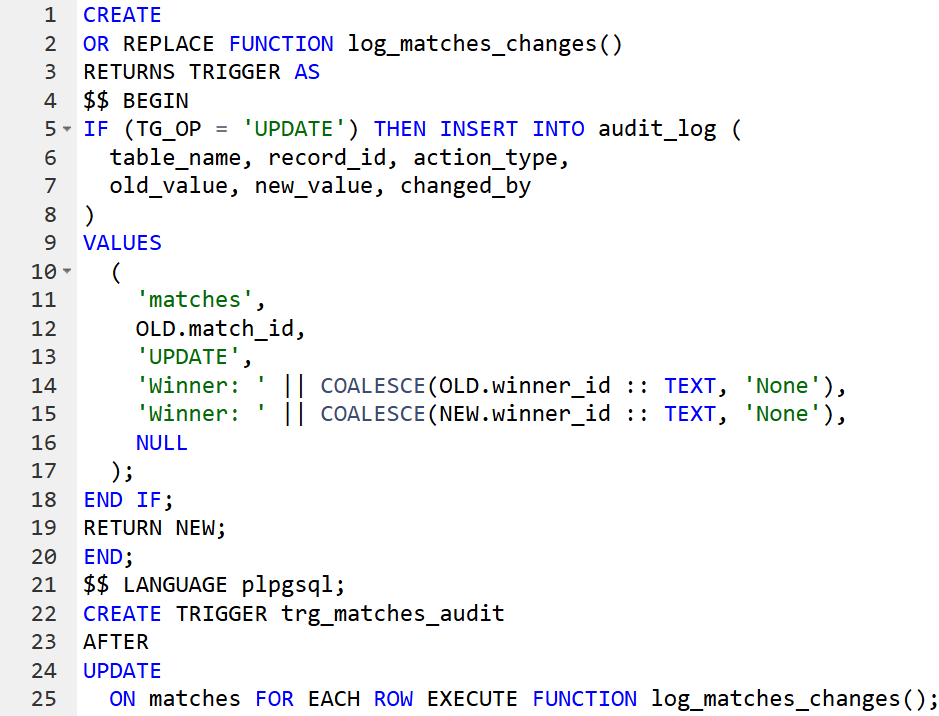 1 CREATE
2 OR REPLACE FUNCTION log_matches_changes()
3 RETURNS TRIGGER AS
4 $$ BEGIN
5 IF (TG_OP = 'UPDATE') THEN INSERT INTO audit_log (
6   table_name, record_id, action_type,
7   old_value, new_value, changed_by
8 )
9 VALUES
10   (
11     'matches',
12     OLD.match_id,
13     'UPDATE',
14     'Winner: ' || COALESCE(OLD.winner_id :: TEXT, 'None'),
15     'Winner: ' || COALESCE(NEW.winner_id :: TEXT, 'None'),
16     NULL
17   );
18 END IF;
19 RETURN NEW;
20 END;
21 $$ LANGUAGE plpgsql;
22 CREATE TRIGGER trg_matches_audit
23 AFTER
24 UPDATE
25   ON matches FOR EACH ROW EXECUTE FUNCTION log_matches_changes();